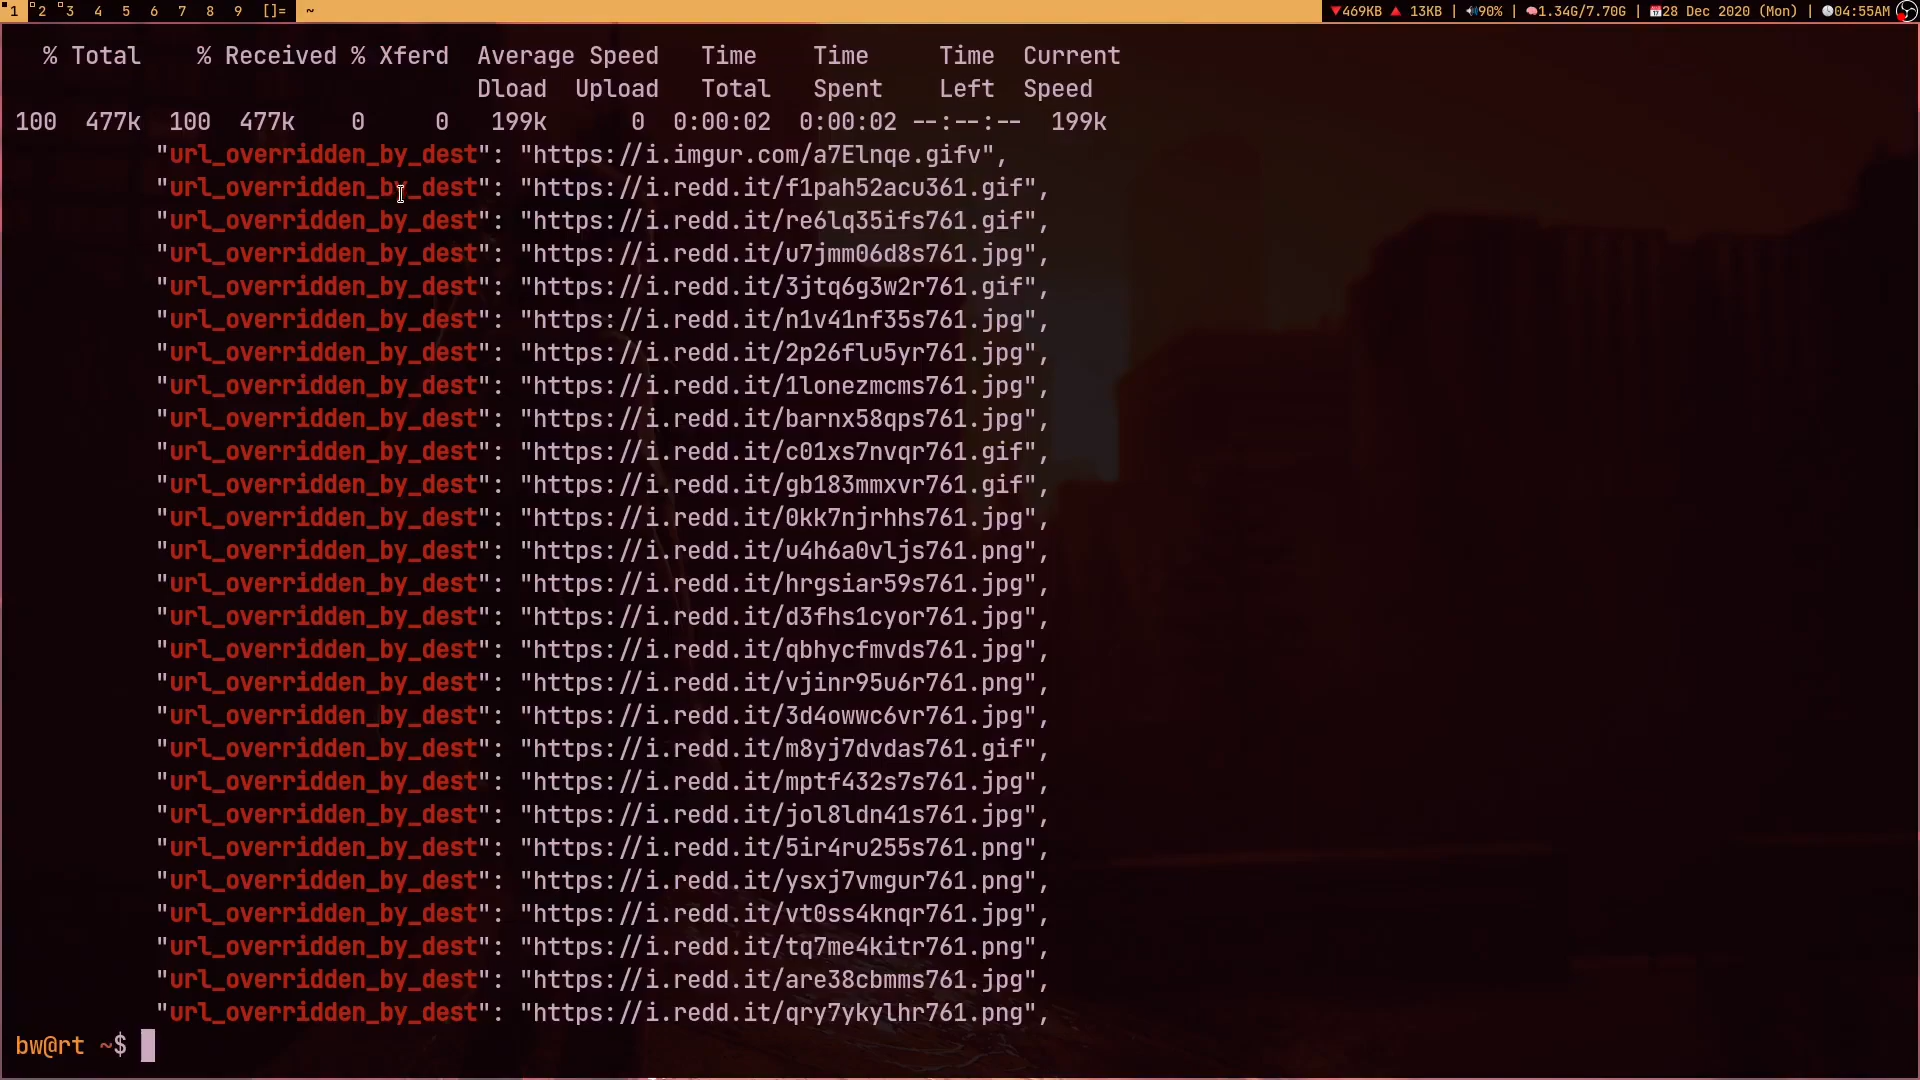 1 2 3 4 5 6 7 8 9 []= ~ 469KB 13KB | 90% | 1.34G/7.70G | 28 Dec 2020 (Mon) | 04:55AM
% Total % Received % Xferd Average Speed Time Time Time Current
Dload Upload Total Spent Left Speed
100 477k 100 477k 0 0 199k 0 0:00:02 0:00:02 --:--:-- 199k
"url_overridden_by_dest": "https://i.imgur.com/a7Elnqe.gifv",
"url_overridden_by_dest": "https://i.redd.it/f1pah52acu361.gif",
"url_overridden_by_dest": "https://i.redd.it/re6lq35ifs761.gif",
"url_overridden_by_dest": "https://i.redd.it/u7jmm06d8s761.jpg",
"url_overridden_by_dest": "https://i.redd.it/3jtq6g3w2r761.gif",
"url_overridden_by_dest": "https://i.redd.it/n1v41nf35s761.jpg",
"url_overridden_by_dest": "https://i.redd.it/2p26flu5yr761.jpg",
"url_overridden_by_dest": "https://i.redd.it/1lonezmcms761.jpg",
"url_overridden_by_dest": "https://i.redd.it/barnx58qps761.jpg",
"url_overridden_by_dest": "https://i.redd.it/c01xs7nvqr761.gif",
"url_overridden_by_dest": "https://i.redd.it/gb183mmxvr761.gif",
"url_overridden_by_dest": "https://i.redd.it/0kk7njrhhs761.jpg",
"url_overridden_by_dest": "https://i.redd.it/u4h6a0vljs761.png",
"url_overridden_by_dest": "https://i.redd.it/hrgsiar59s761.jpg",
"url_overridden_by_dest": "https://i.redd.it/d3fhs1cyor761.jpg",
"url_overridden_by_dest": "https://i.redd.it/qbhycfmvds761.jpg",
"url_overridden_by_dest": "https://i.redd.it/vjinr95u6r761.png",
"url_overridden_by_dest": "https://i.redd.it/3d4owwc6vr761.jpg",
"url_overridden_by_dest": "https://i.redd.it/m8yj7dvdas761.gif",
"url_overridden_by_dest": "https://i.redd.it/mptf432s7s761.jpg",
"url_overridden_by_dest": "https://i.redd.it/jol8ldn41s761.jpg",
"url_overridden_by_dest": "https://i.redd.it/5ir4ru255s761.png",
"url_overridden_by_dest": "https://i.redd.it/ysxj7vmgur761.png",
"url_overridden_by_dest": "https://i.redd.it/vt0ss4knqr761.jpg",
"url_overridden_by_dest": "https://i.redd.it/tq7me4kitr761.png",
"url_overridden_by_dest": "https://i.redd.it/are38cbmms761.jpg",
"url_overridden_by_dest": "https://i.redd.it/qry7ykylhr761.png",
bw@rt ~$